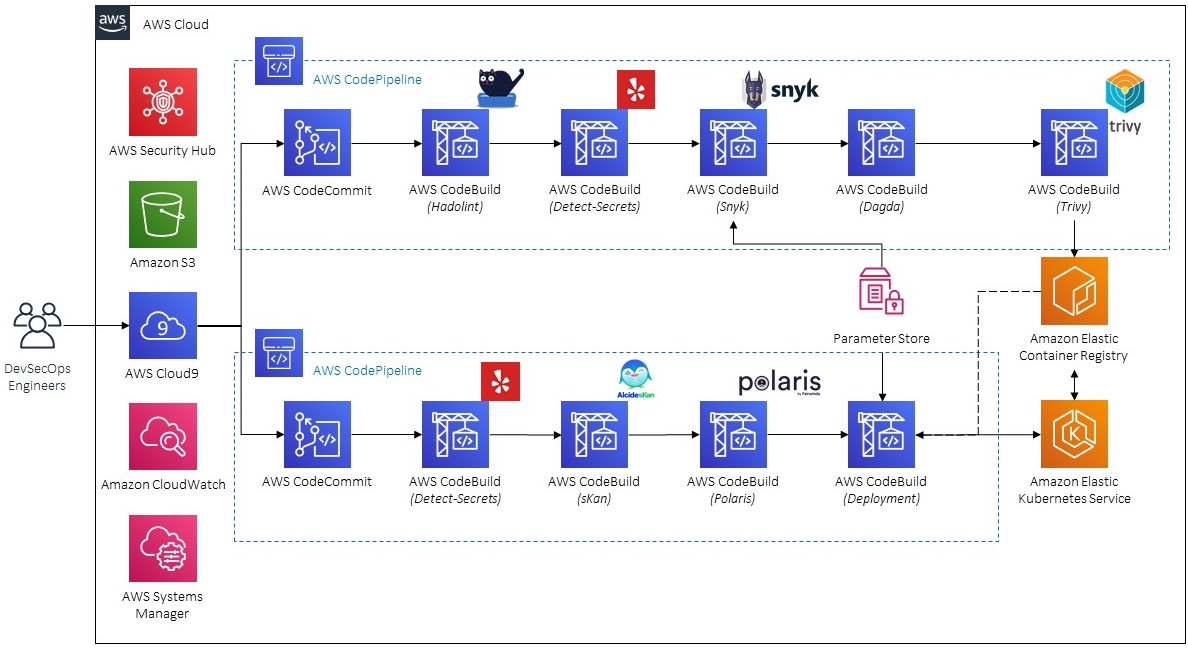 aws
AWS Cloud
AWS Security Hub
Amazon S3
9
AWS Cloud9
Amazon CloudWatch
AWS Systems
Manager
DevSecOps
Engineers
AWS CodePipeline
AWS CodeCommit
AWS CodeBuild
(Hadolint)
AWS CodeBuild
(Detect-Secrets)
snyk
AWS CodeBuild
(Snyk)
AWS CodeBuild
(Dagda)
trivy
AWS CodeBuild
(Trivy)
Parameter Store
Amazon Elastic
Container Registry
AWS CodePipeline
AWS CodeCommit
AWS CodeBuild
(Detect-Secrets)
AlcidesKan
AWS CodeBuild
(sKan)
polaris
by Fairwinds
AWS CodeBuild
(Polaris)
AWS CodeBuild
(Deployment)
K
Amazon Elastic
Kubernetes Service